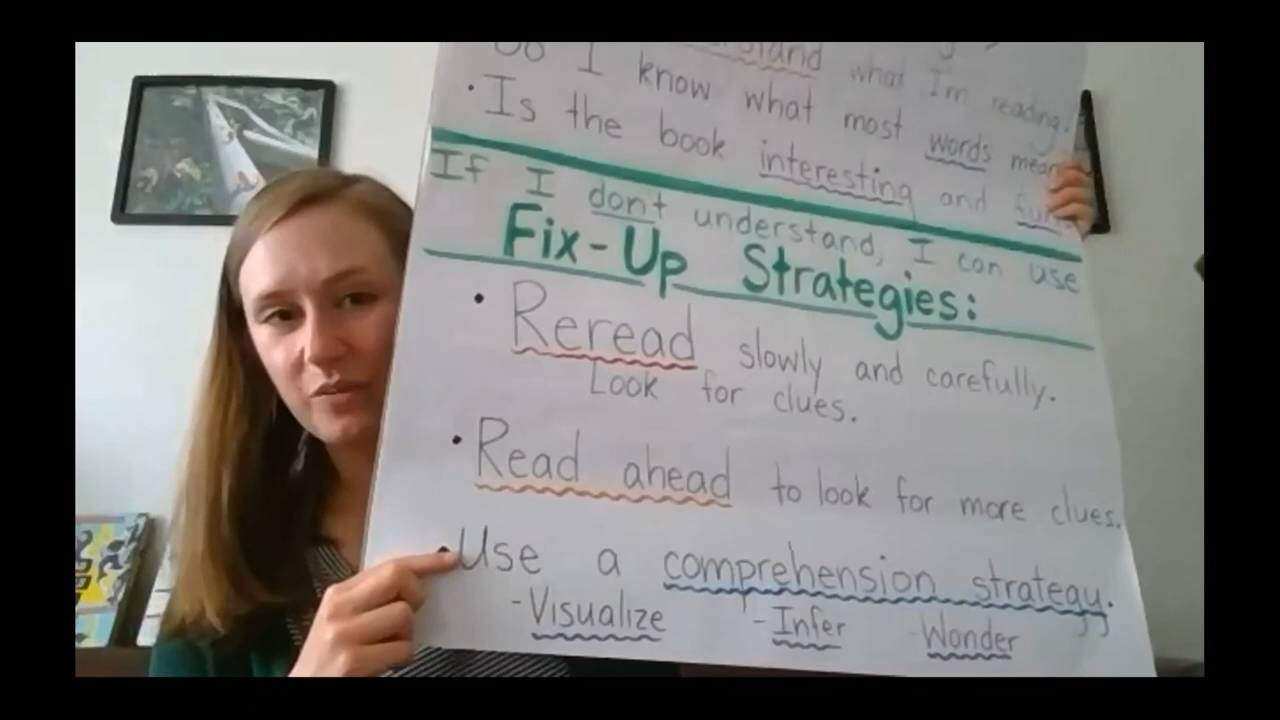 Do I know what most words mean
• Is the book interesting and fun
what I'm reading.
If I don't understand, I can use
Fix-Up Strategies:
• Reread slowly and carefully.
Look for clues.
• Read ahead to look for more clues.
• Use a comprehension strategy.
- Visualize - Infer - Wonder